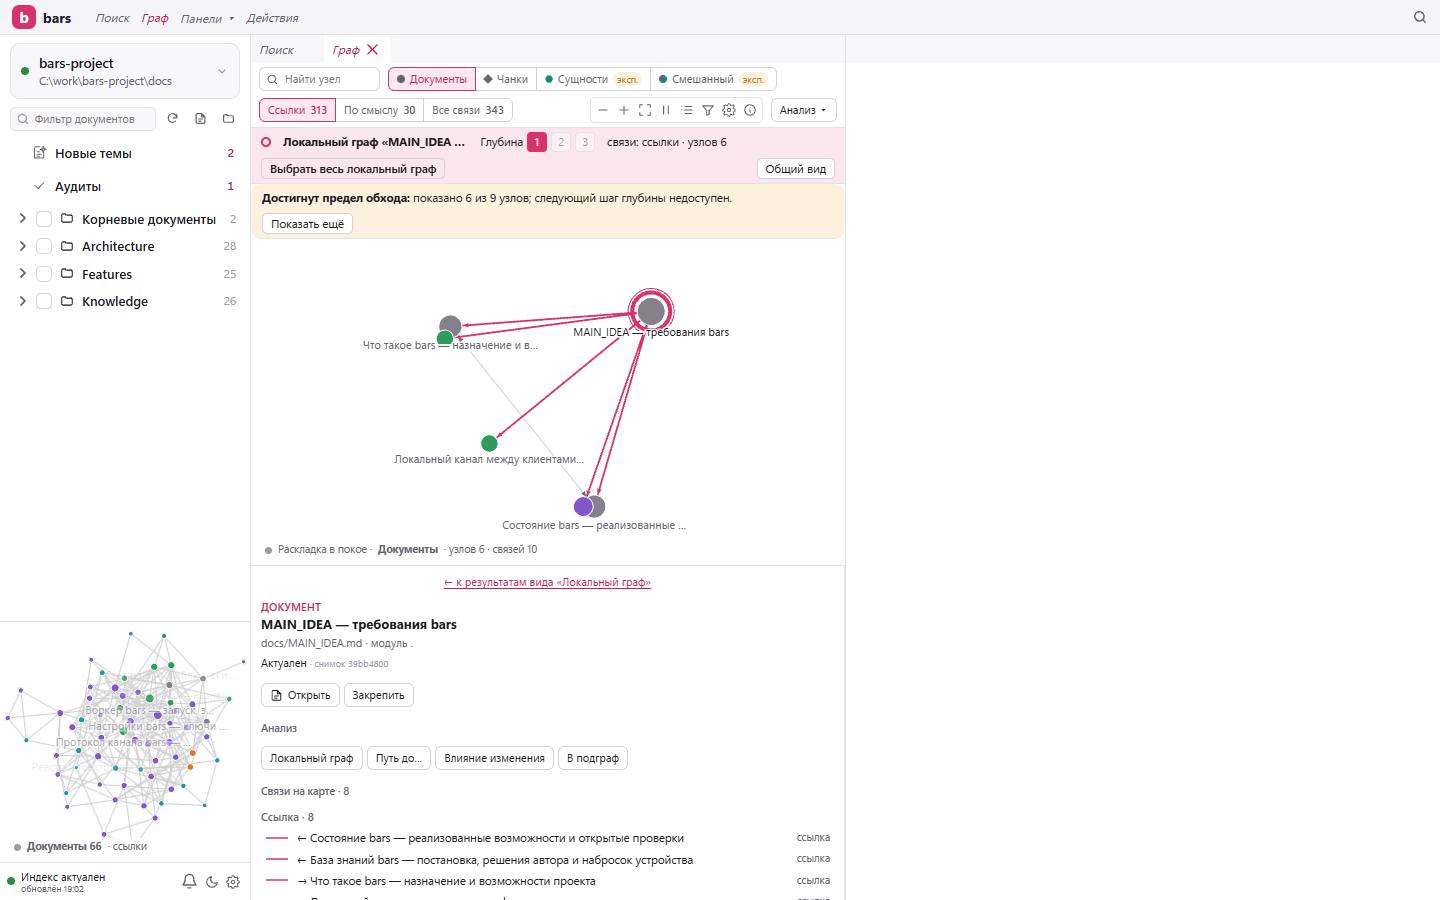 b bars Поиск Граф Панели Действия
bars-project
C:\work\bars-project\docs
Фильтр документов
Новые темы 2
Аудиты 1
Корневые документы 2
Architecture 28
Features 25
Knowledge 26
Воркер bars — запуск, з...
Настройки bars — ключи ...
Протокол канала bars — ...
Документы 66 · ссылки
Индекс актуален
обновлён 19:02
Поиск Граф
Найти узел Документы Чанки Сущности эксп. Смешанный эксп.
Ссылки 313 По смыслу 30 Все связи 343 Анализ
Локальный граф «MAIN_IDEA ... Глубина 1 2 3 связи: ссылки · узлов 6
Выбрать весь локальный граф Общий вид
Достигнут предел обхода: показано 6 из 9 узлов; следующий шаг глубины недоступен.
Показать ещё
MAIN_IDEA — требования bars
Что такое bars — назначение и в...
Локальный канал между клиентами...
Состояние bars — реализованные ...
Раскладка в покое · Документы · узлов 6 · связей 10
← к результатам вида «Локальный граф»
ДОКУМЕНТ
MAIN_IDEA — требования bars
docs/MAIN_IDEA.md · модуль .
Актуален · снимок 39bb4800
Открыть Закрепить
Анализ
Локальный граф Путь до... Влияние изменения В подграф
Связи на карте · 8
Ссылка · 8
← Состояние bars — реализованные возможности и открытые проверки ссылка
← База знаний bars — постановка, решения автора и набросок устройства ссылка
→ Что такое bars — назначение и возможности проекта ссылка